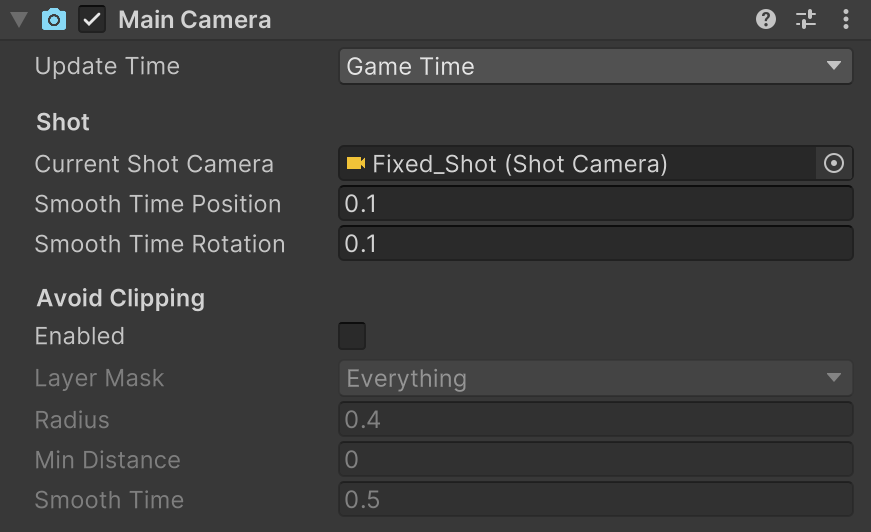 Main Camera
Update Time Game Time
Shot
Current Shot Camera Fixed_Shot (Shot Camera)
Smooth Time Position 0.1
Smooth Time Rotation 0.1
Avoid Clipping
Enabled
Layer Mask Everything
Radius 0.4
Min Distance 0
Smooth Time 0.5